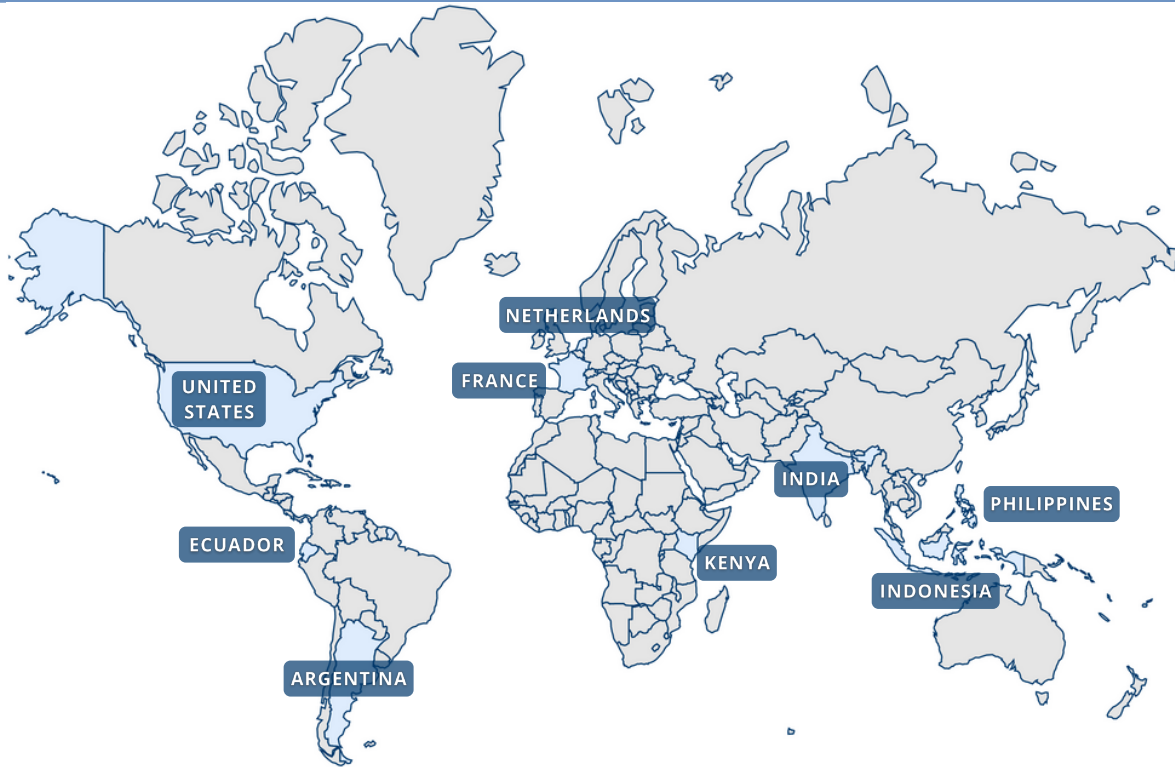 NETHERLANDS
FRANCE
UNITED
STATES
INDIA
PHILIPPINES
ECUADOR
KENYA
INDONESIA
ARGENTINA